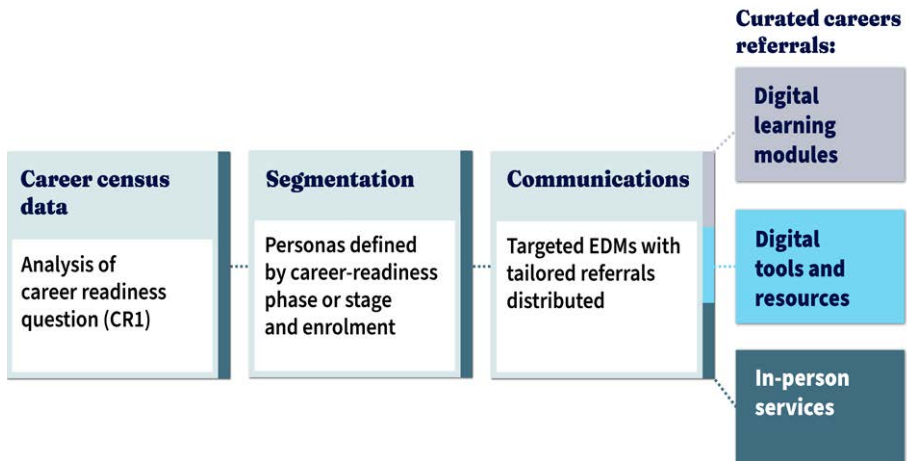 Career census
data
Analysis of
career readiness
question (CR1)
Segmentation
Personas defined
by career-readiness
phase or stage
and enrolment
Communications
Targeted EDMs with
tailored referrals
distributed
Curated careers
referrals:
Digital
learning
modules
Digital
tools and
resources
In-person
services